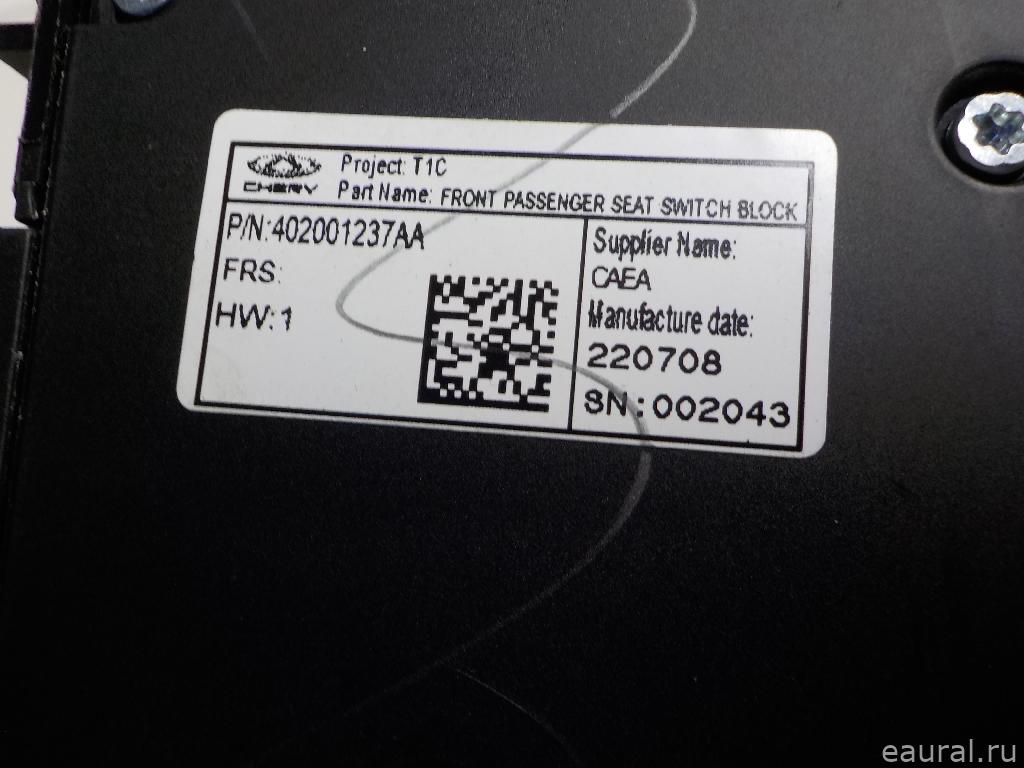 CHERY
Project: T1C
Part Name: FRONT PASSENGER SEAT SWITCH BLOCK
P/N:402001237AA
FRS:
HW:1
Supplier Name:
CAEA
Manufacture date:
220708
SN:002043
eaural.ru